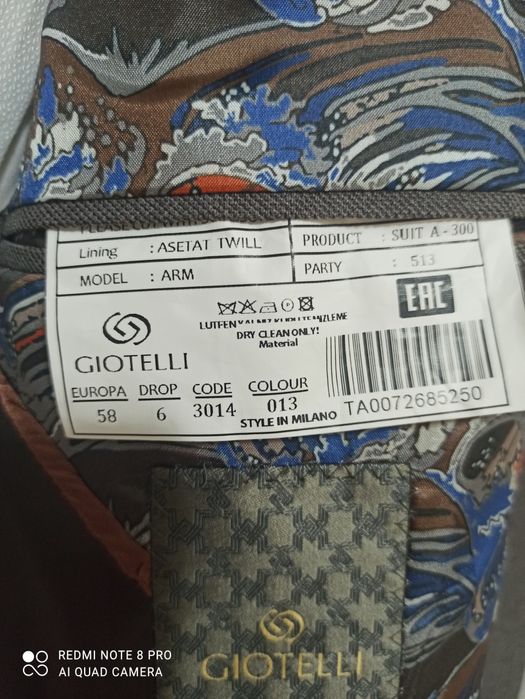 Lining : ASETAT TWILL
PRODUCT : SUIT A-300
MODEL : ARM
PARTY : 513
EAC
DRY CLEAN ONLY!
Material
GIOTELLI
EUROPA DROP CODE COLOUR
58 6 3014 013
STYLE IN MILANO
TA0072685250
GIOTELLI
REDMI NOTE 8 PRO
AI QUAD CAMERA